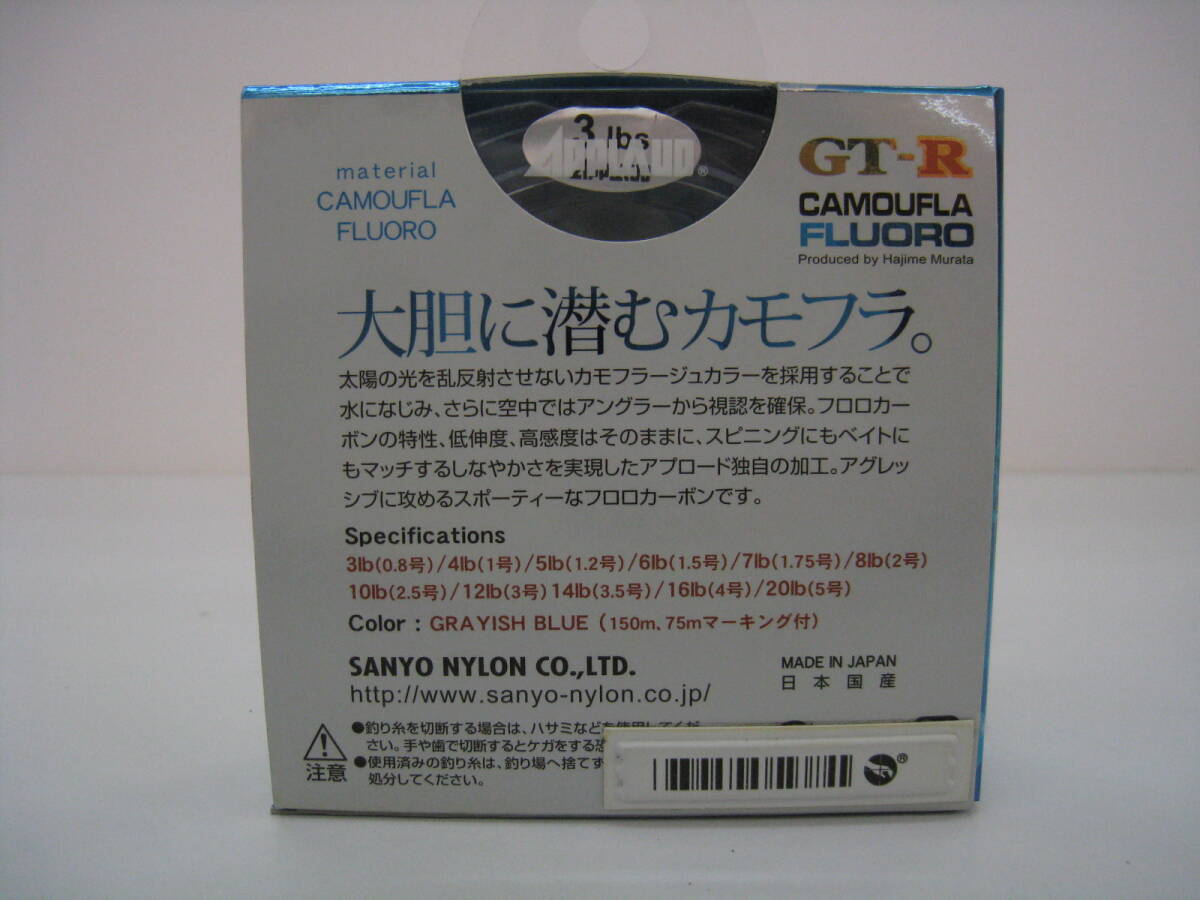 3 lbs
APPLAUD®
material
CAMOUFLA
FLUORO
GT-R
CAMOUFLA
FLUORO
Produced by Hajime Murata
大胆に潜むカモフラ。
太陽の光を乱反射させないカモフラージュカラーを採用することで
水になじみ、さらに空中ではアングラーから視認を確保。フロロカー
ボンの特性、低伸度、高感度はそのままに、スピニングにもベイトに
もマッチするしなやかさを実現したアプロード独自の加工。アグレッ
シブに攻めるスポーティーなフロロカーボンです。
Specifications
3lb(0.8号)/4lb(1号)/5lb(1.2号)/6lb(1.5号)/7lb(1.75号)/8lb(2号)
10lb(2.5号)/12lb(3号)14lb(3.5号)/16lb(4号)/20lb(5号)
Color : GRAYISH BLUE (150m、75mマーキング付)
SANYO NYLON CO.,LTD.
http://www.sanyo-nylon.co.jp/
MADE IN JAPAN
日本国産
注意
●釣り糸を切断する場合は、ハサミなどを使用してくだ
さい。手や歯で切断するとケガをする恐
●使用済みの釣り糸は、釣り場へ捨てず
処分してください。
®